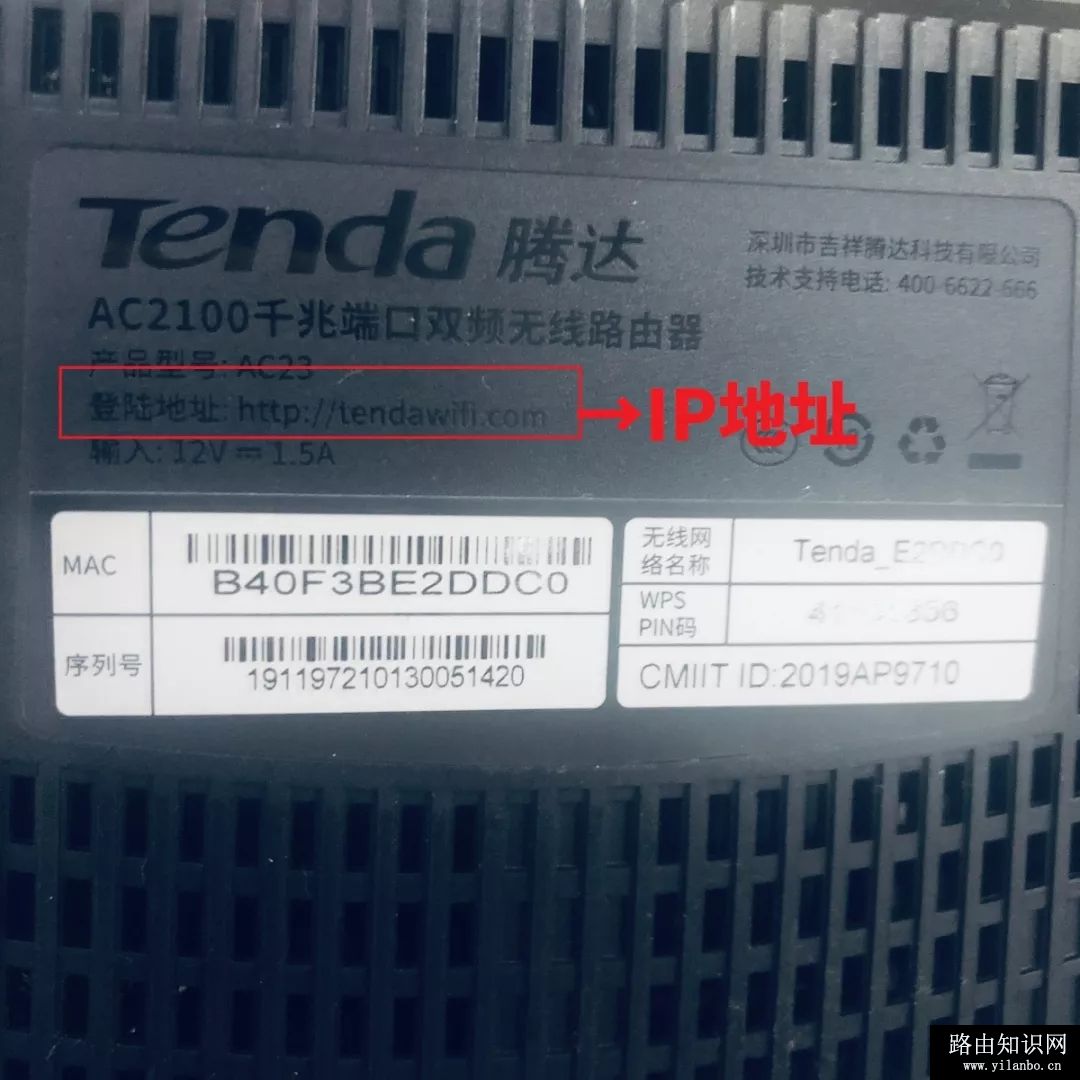 Tenda 腾达
深圳市吉祥腾达科技有限公司
技术支持电话: 400-6622-666
AC2100千兆端口双频无线路由器
产品型号: AC23
登陆地址: http://tendawifi.com
IP地址
输入: 12V ⎓ 1.5A
MAC
B40F3BE2DDC0
序列号
191197210130051420
无线网
络名称
Tenda_E2DDC0
WPS
PIN码
CMIIT ID:2019AP9710
路由知识网
www.yilanbo.cn